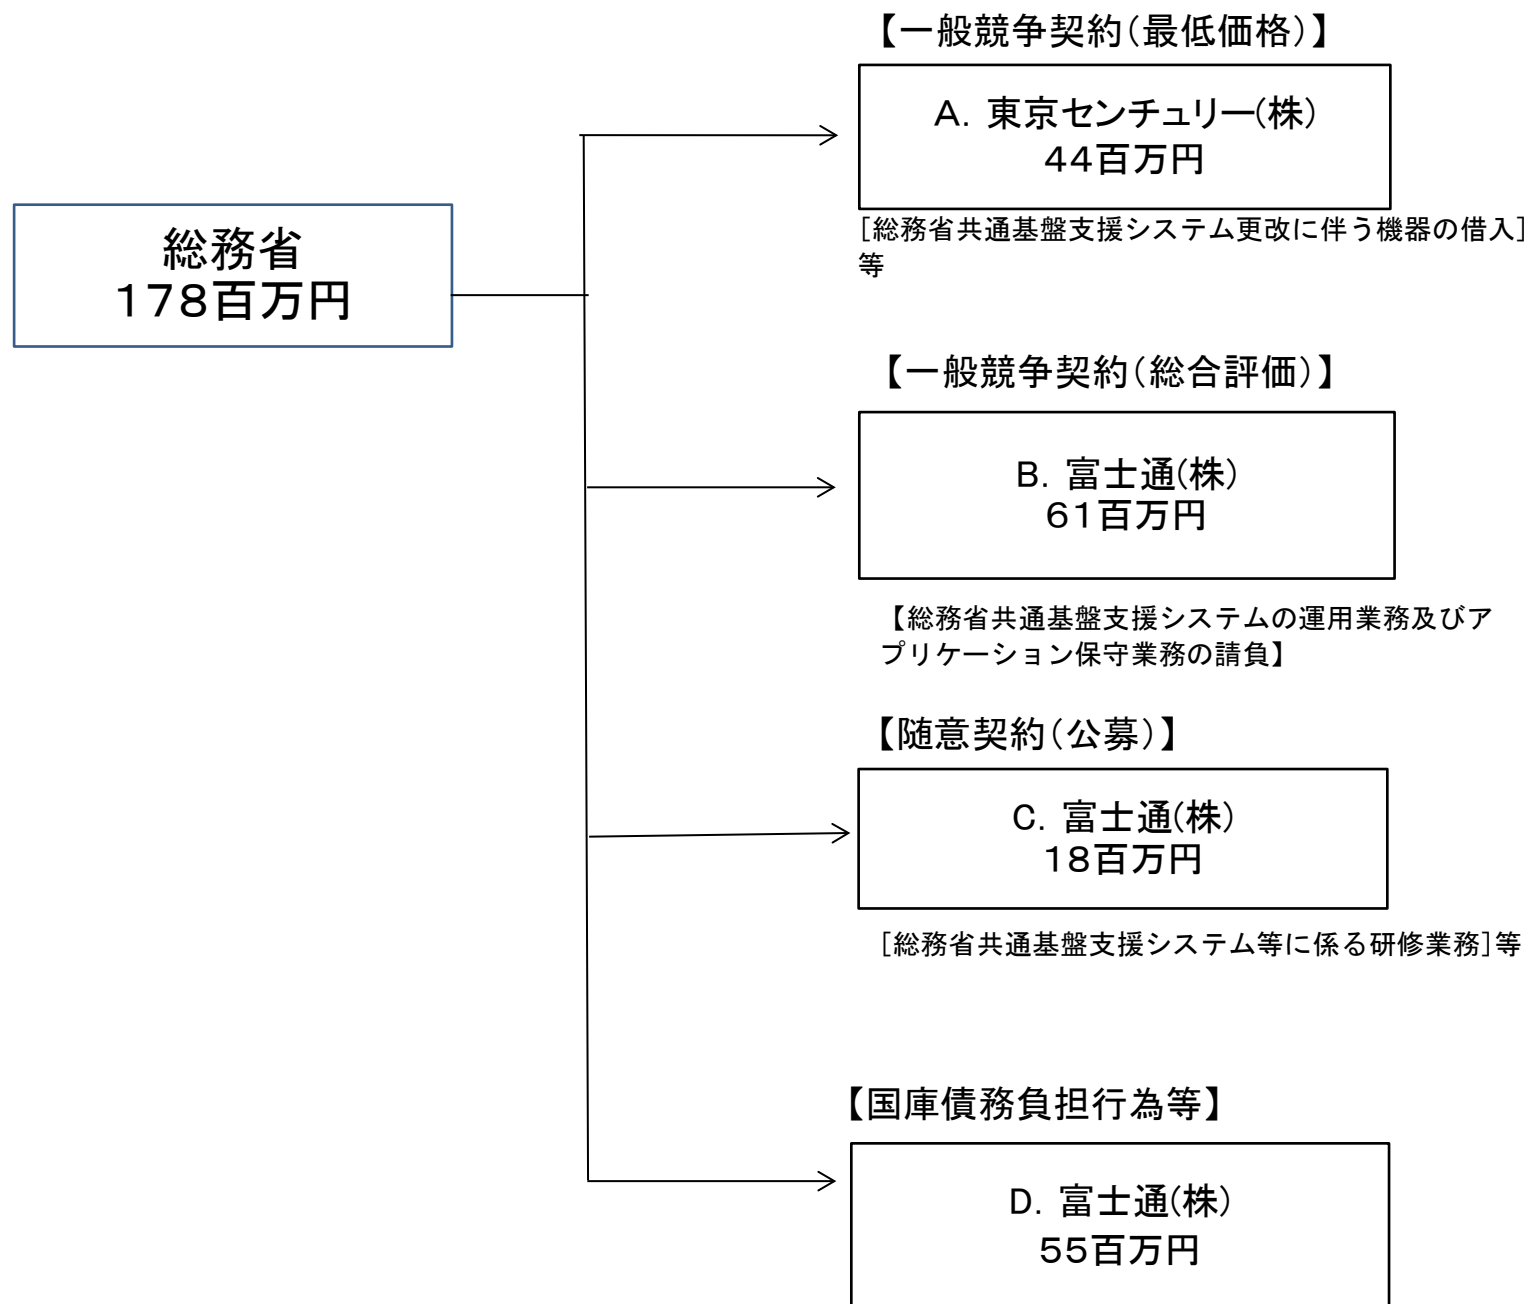 【一般競争契約（最低価格）】
A．東京センチュリー(株)
44百万円
［総務省共通基盤支援システム更改に伴う機器の借入］
等
総務省
178百万円
【一般競争契約（総合評価）】
B．富士通(株)
61百万円
【総務省共通基盤支援システムの運用業務及びア
プリケーション保守業務の請負】
【随意契約（公募）】
C．富士通(株)
18百万円
［総務省共通基盤支援システム等に係る研修業務］等
【国庫債務負担行為等】
D．富士通(株)
55百万円